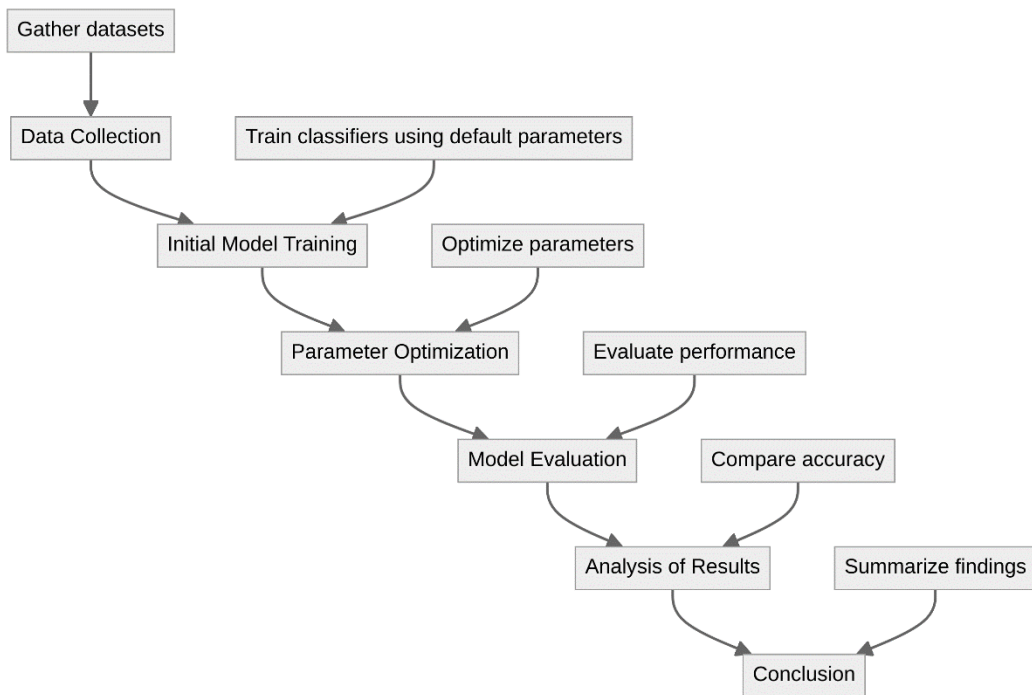 Gather datasets
Data Collection
Train classifiers using default parameters
Initial Model Training
Optimize parameters
Parameter Optimization
Evaluate performance
Model Evaluation
Compare accuracy
Analysis of Results
Summarize findings
Conclusion